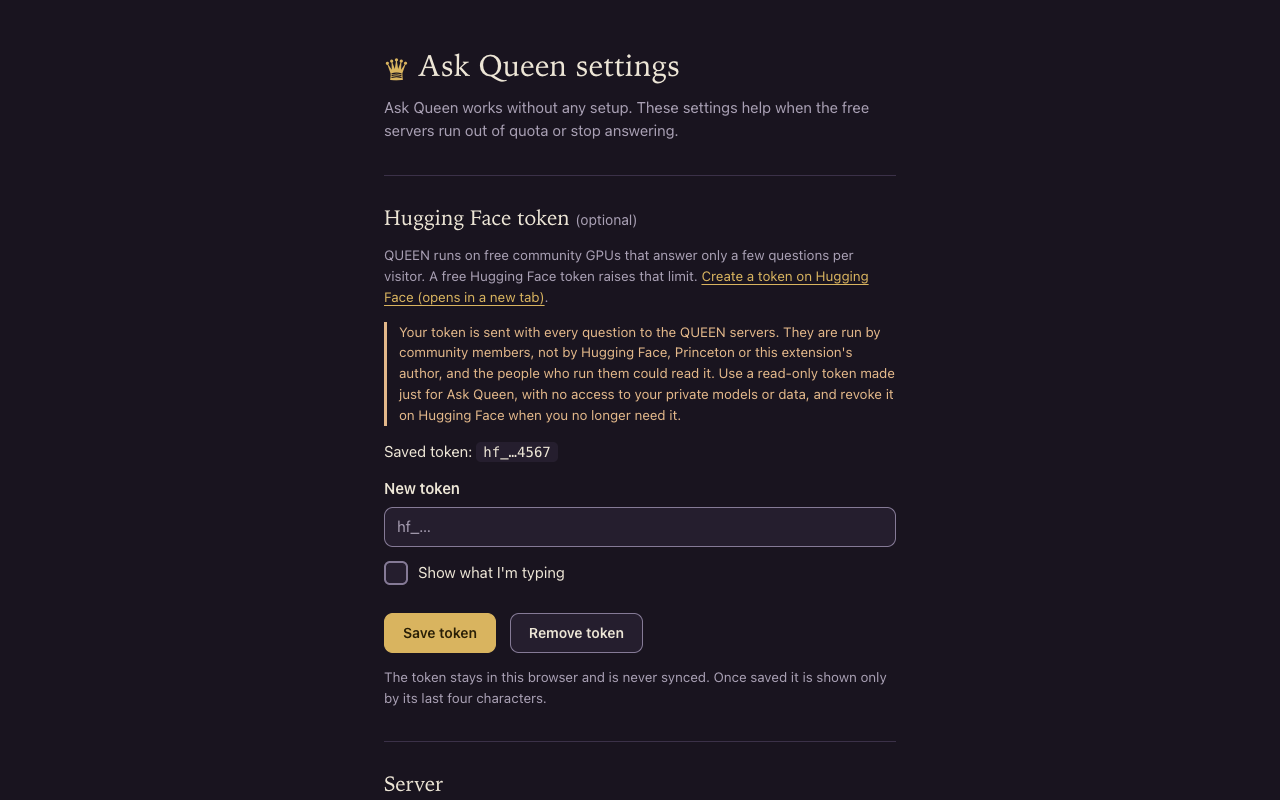 Ask Queen settings
Ask Queen works without any setup. These settings help when the free
servers run out of quota or stop answering.
Hugging Face token (optional)
QUEEN runs on free community GPUs that answer only a few questions per
visitor. A free Hugging Face token raises that limit. Create a token on Hugging
Face (opens in a new tab).
Your token is sent with every question to the QUEEN servers. They are run by
community members, not by Hugging Face, Princeton or this extension's
author, and the people who run them could read it. Use a read-only token made
just for Ask Queen, with no access to your private models or data, and revoke it
on Hugging Face when you no longer need it.
Saved token: hf_…4567
New token
hf_...
Show what I'm typing
Save token Remove token
The token stays in this browser and is never synced. Once saved it is shown only
by its last four characters.
Server